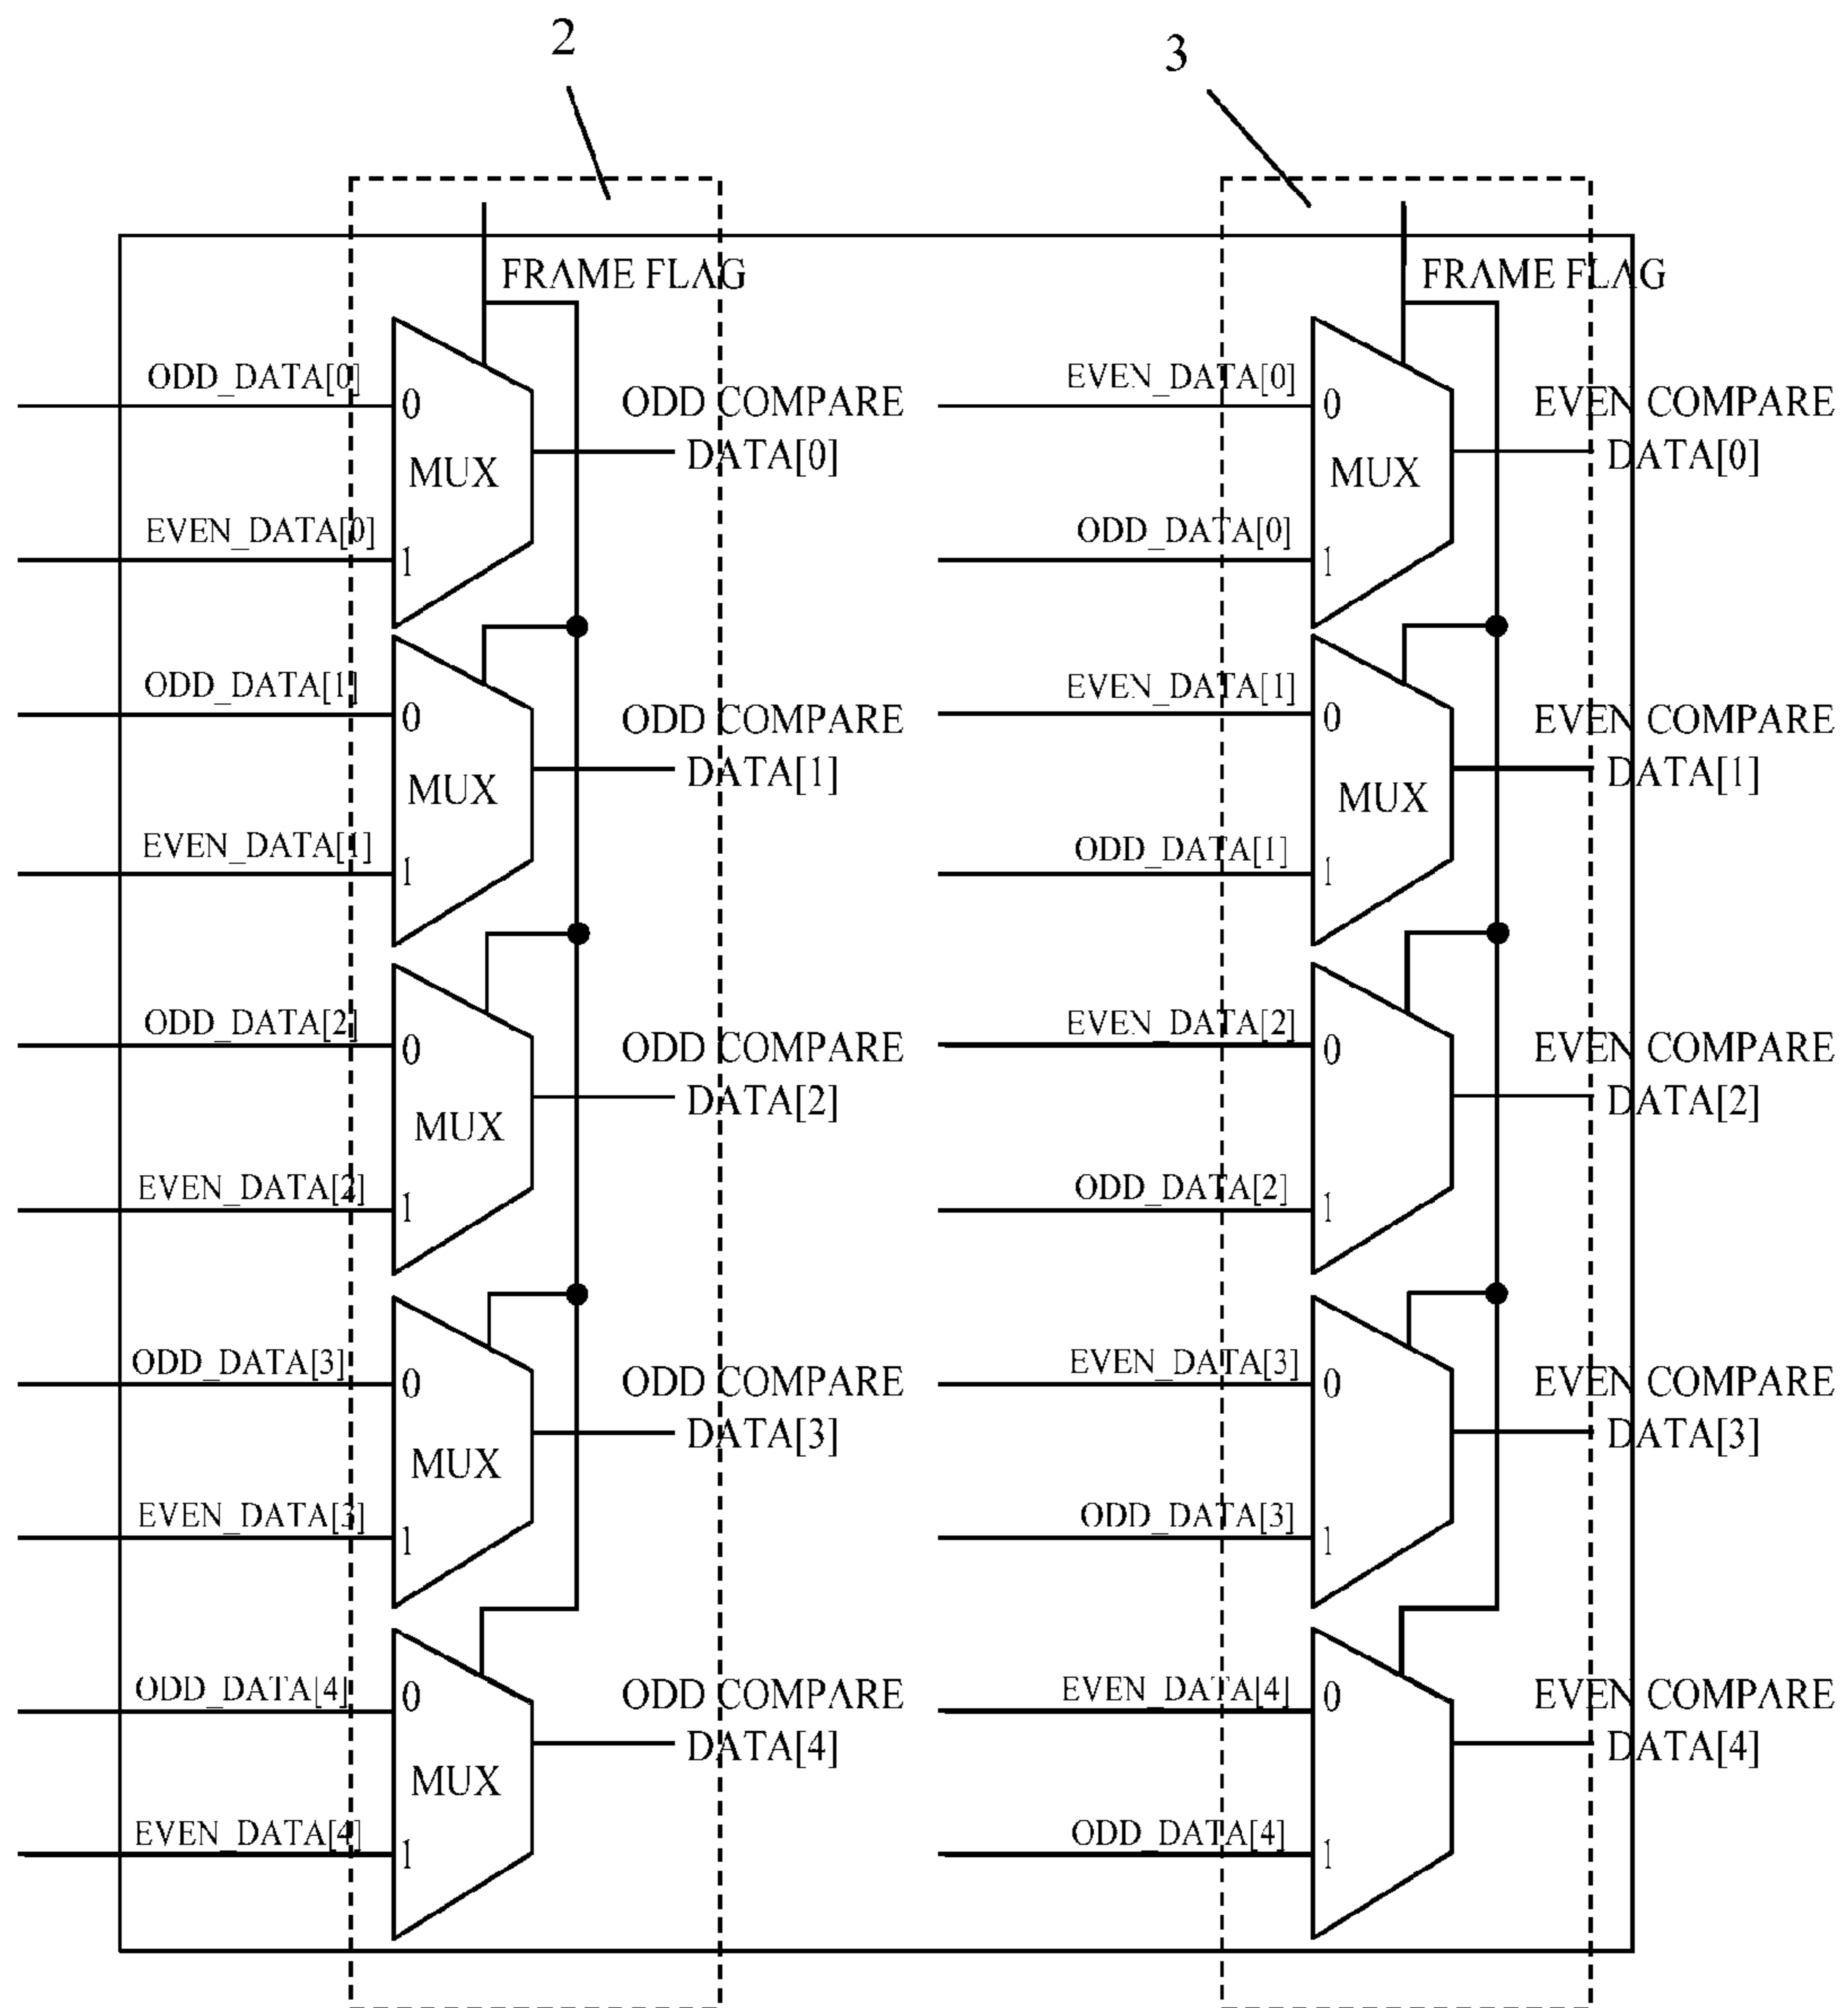 2
3
FRAME FLAG
FRAME FLAG
ODD_DATA[0]
0
MUX
EVEN_DATA[0]
1
ODD COMPARE
DATA[0]
EVEN_DATA[0]
0
MUX
ODD_DATA[0]
1
EVEN COMPARE
DATA[0]
ODD_DATA[1]
0
MUX
EVEN_DATA[1]
1
ODD COMPARE
DATA[1]
EVEN_DATA[1]
0
MUX
ODD_DATA[1]
1
EVEN COMPARE
DATA[1]
ODD_DATA[2]
0
MUX
EVEN_DATA[2]
1
ODD COMPARE
DATA[2]
EVEN_DATA[2]
0
ODD_DATA[2]
1
EVEN COMPARE
DATA[2]
ODD_DATA[3]
0
MUX
EVEN_DATA[3]
1
ODD COMPARE
DATA[3]
EVEN_DATA[3]
0
ODD_DATA[3]
1
EVEN COMPARE
DATA[3]
ODD_DATA[4]
0
MUX
EVEN_DATA[4]
1
ODD COMPARE
DATA[4]
EVEN_DATA[4]
0
ODD_DATA[4]
1
EVEN COMPARE
DATA[4]